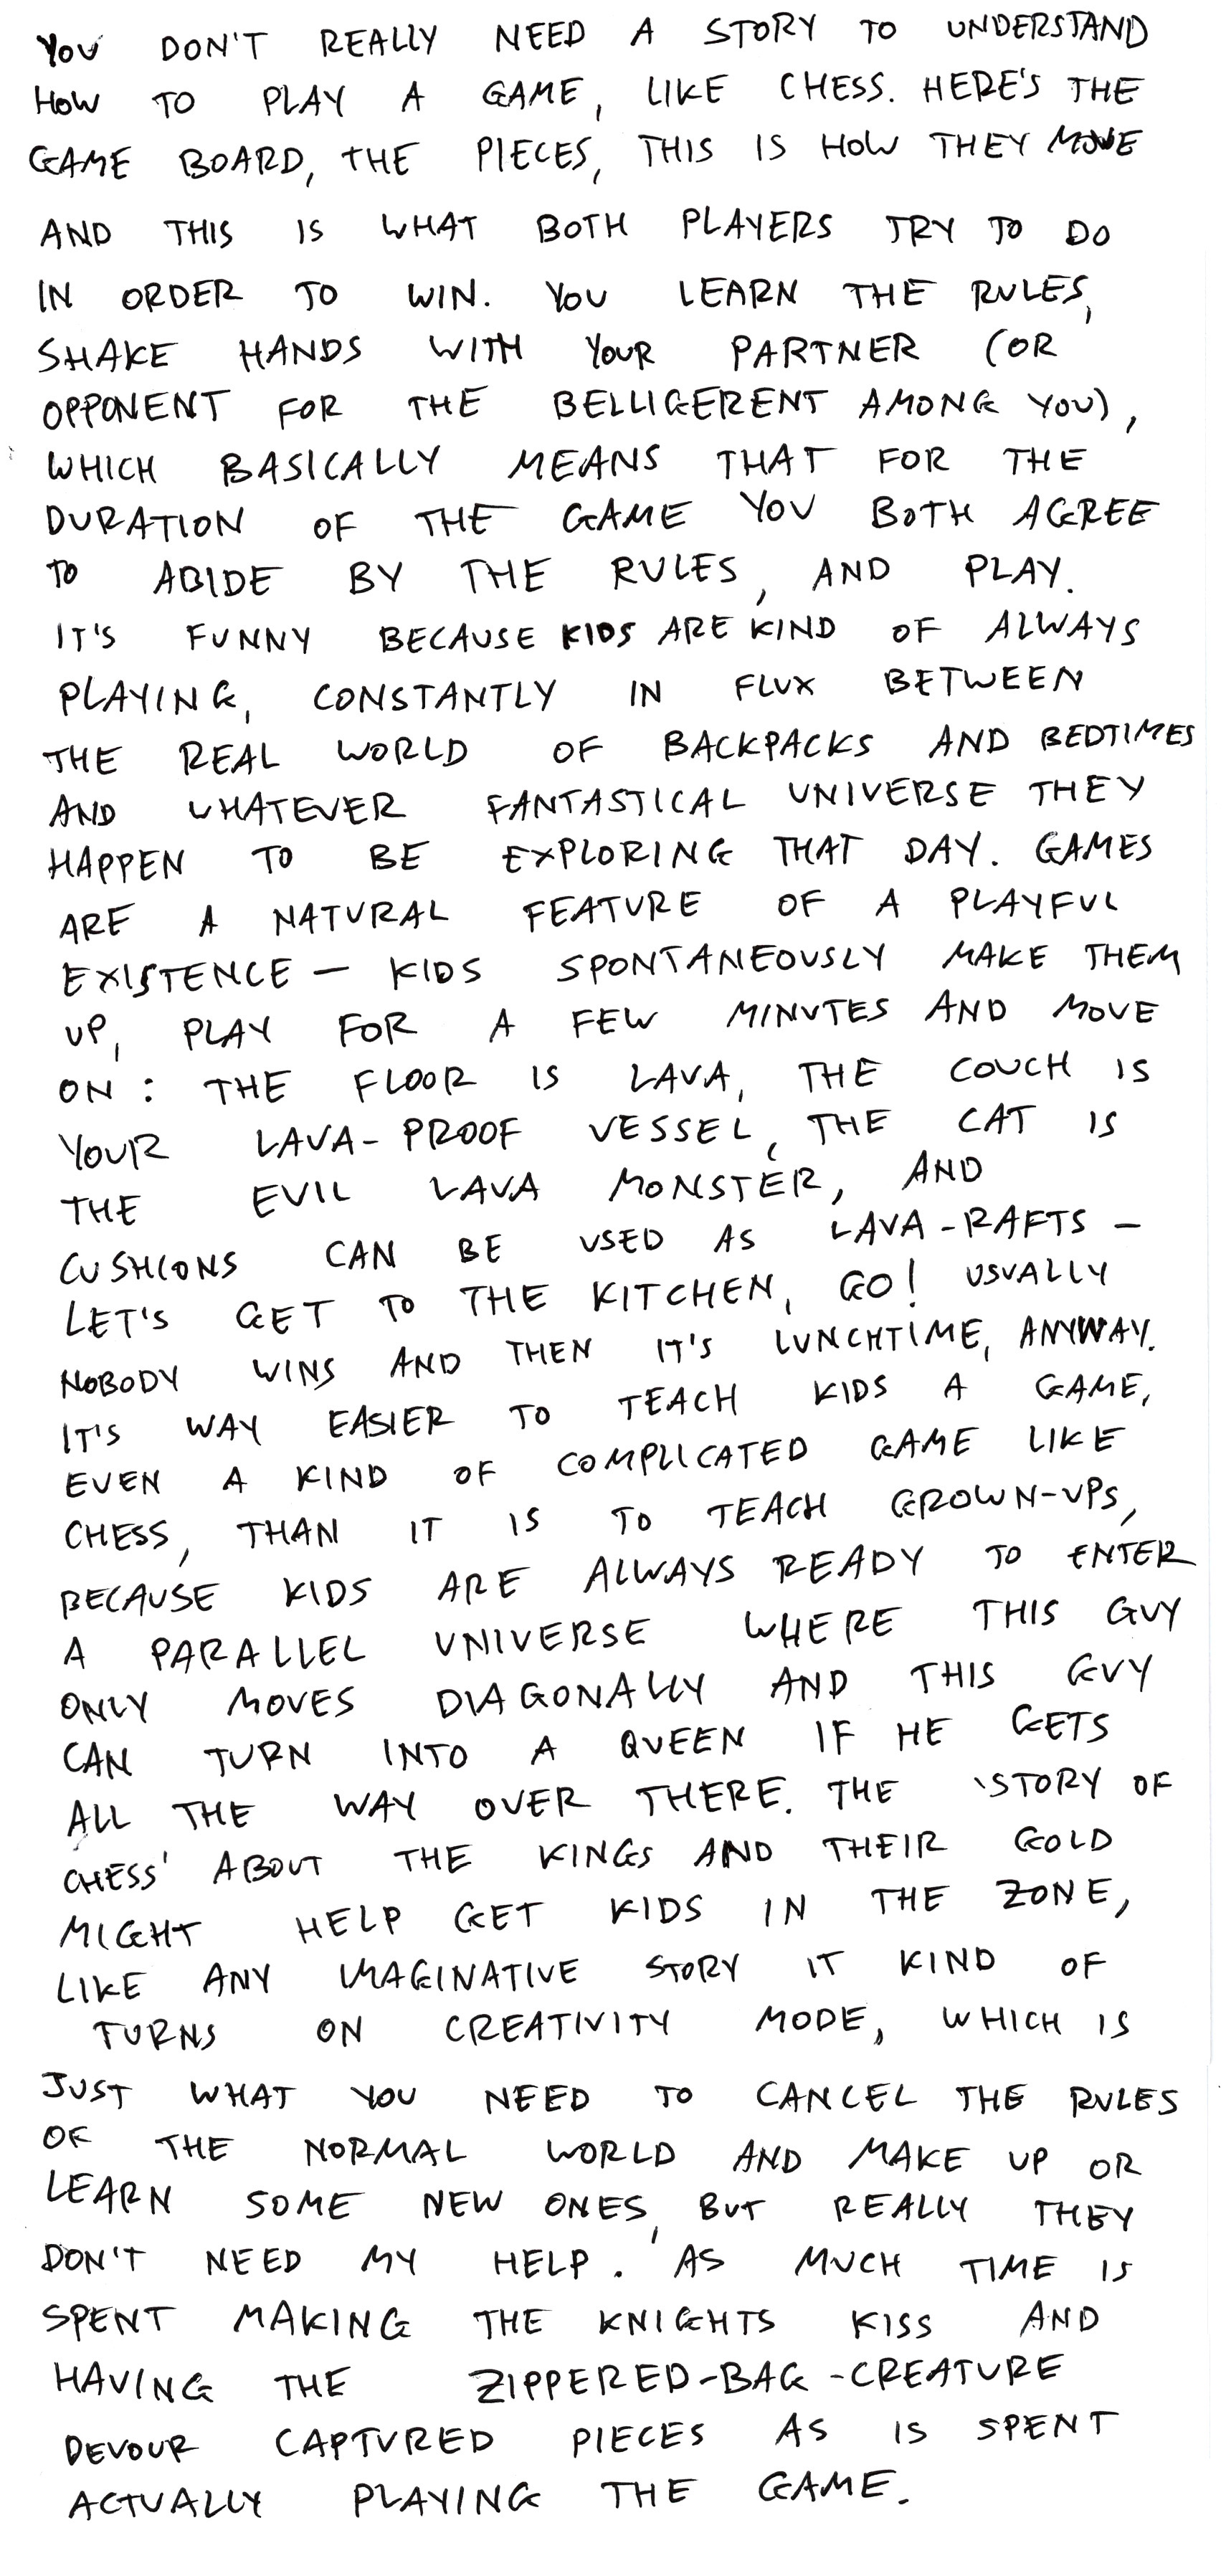 YOU DON'T REALLY NEED A STORY TO UNDERSTAND
HOW TO PLAY A GAME, LIKE CHESS. HERE'S THE
GAME BOARD, THE PIECES, THIS IS HOW THEY MOVE
AND THIS IS WHAT BOTH PLAYERS TRY TO DO
IN ORDER TO WIN. YOU LEARN THE RULES,
SHAKE HANDS WITH YOUR PARTNER (OR
OPPONENT FOR THE BELLIGERENT AMONG YOU),
WHICH BASICALLY MEANS THAT FOR THE
DURATION OF THE GAME YOU BOTH AGREE
TO ABIDE BY THE RULES, AND PLAY.
IT'S FUNNY BECAUSE KIDS ARE KIND OF ALWAYS
PLAYING, CONSTANTLY IN FLUX BETWEEN
THE REAL WORLD OF BACKPACKS AND BEDTIMES
AND WHATEVER FANTASTICAL UNIVERSE THEY
HAPPEN TO BE EXPLORING THAT DAY. GAMES
ARE A NATURAL FEATURE OF A PLAYFUL
EXISTENCE — KIDS SPONTANEOUSLY MAKE THEM
UP, PLAY FOR A FEW MINUTES AND MOVE
ON: THE FLOOR IS LAVA, THE COUCH IS
YOUR LAVA-PROOF VESSEL, THE CAT IS
THE EVIL LAVA MONSTER, AND
CUSHIONS CAN BE USED AS LAVA-RAFTS —
LET'S GET TO THE KITCHEN, GO! USUALLY
NOBODY WINS AND THEN IT'S LUNCHTIME, ANYWAY.
IT'S WAY EASIER TO TEACH KIDS A GAME,
EVEN A KIND OF COMPLICATED GAME LIKE
CHESS, THAN IT IS TO TEACH GROWN-UPS,
BECAUSE KIDS ARE ALWAYS READY TO ENTER
A PARALLEL UNIVERSE WHERE THIS GUY
ONLY MOVES DIAGONALLY AND THIS GUY
CAN TURN INTO A QUEEN IF HE GETS
ALL THE WAY OVER THERE. THE 'STORY OF
CHESS' ABOUT THE KINGS AND THEIR GOLD
MIGHT HELP GET KIDS IN THE ZONE,
LIKE ANY IMAGINATIVE STORY IT KIND OF
TURNS ON CREATIVITY MODE, WHICH IS
JUST WHAT YOU NEED TO CANCEL THE RULES
OF THE NORMAL WORLD AND MAKE UP OR
LEARN SOME NEW ONES, BUT REALLY THEY
DON'T NEED MY HELP. AS MUCH TIME IS
SPENT MAKING THE KNIGHTS KISS AND
HAVING THE ZIPPERED-BAG-CREATURE
DEVOUR CAPTURED PIECES AS IS SPENT
ACTUALLY PLAYING THE GAME.